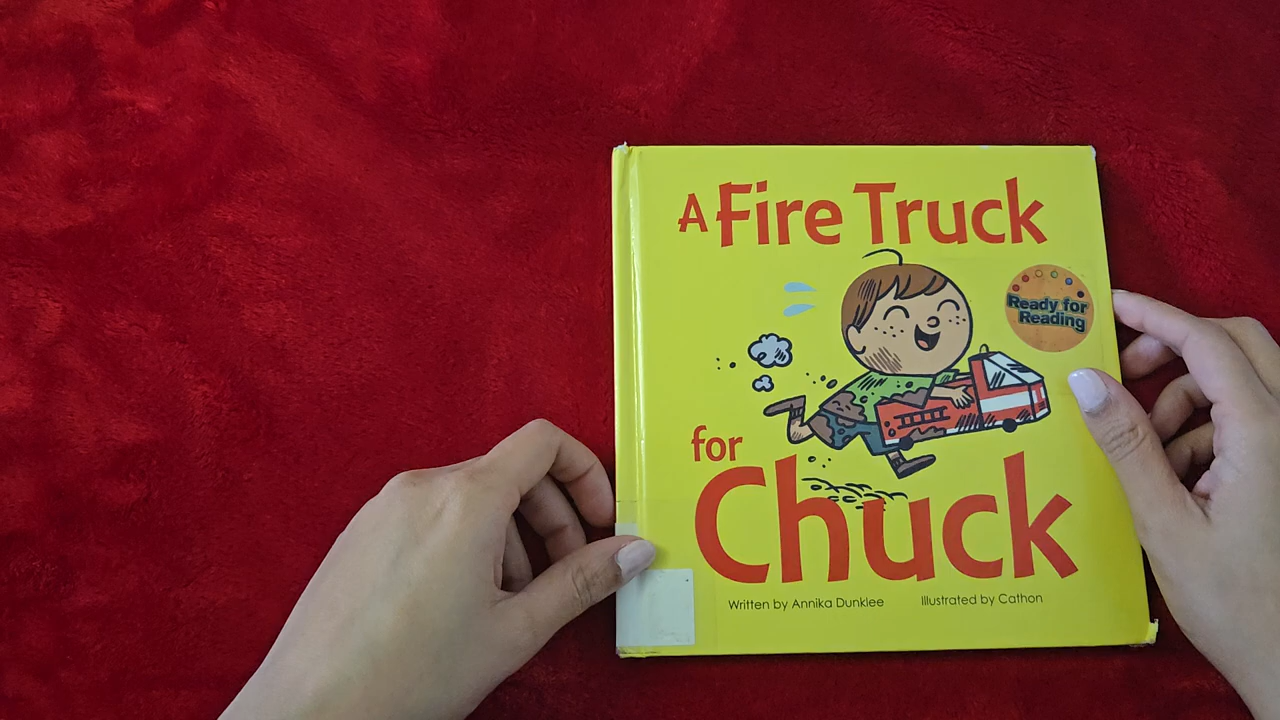 A Fire Truck
Ready for
Reading
for
Chuck
Written by Annika Dunklee
Illustrated by Cathon